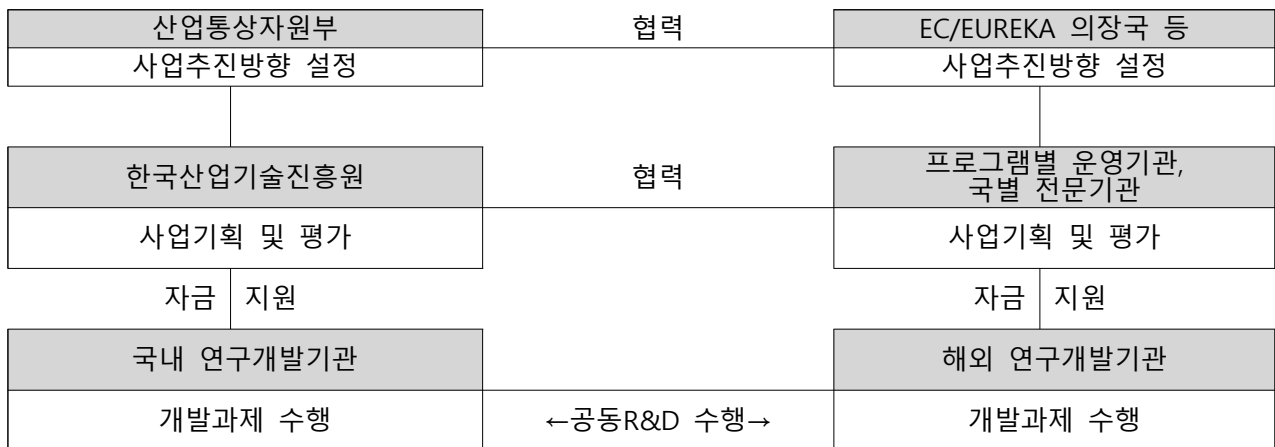 산업통상자원부 협력 EC/EUREKA 의장국 등
사업추진방향 설정 사업추진방향 설정
한국산업기술진흥원 협력 프로그램별 운영기관,
국별 전문기관
사업기획 및 평가 사업기획 및 평가
자금 지원 자금 지원
국내 연구개발기관 해외 연구개발기관
개발과제 수행 ←공동R&D 수행→ 개발과제 수행